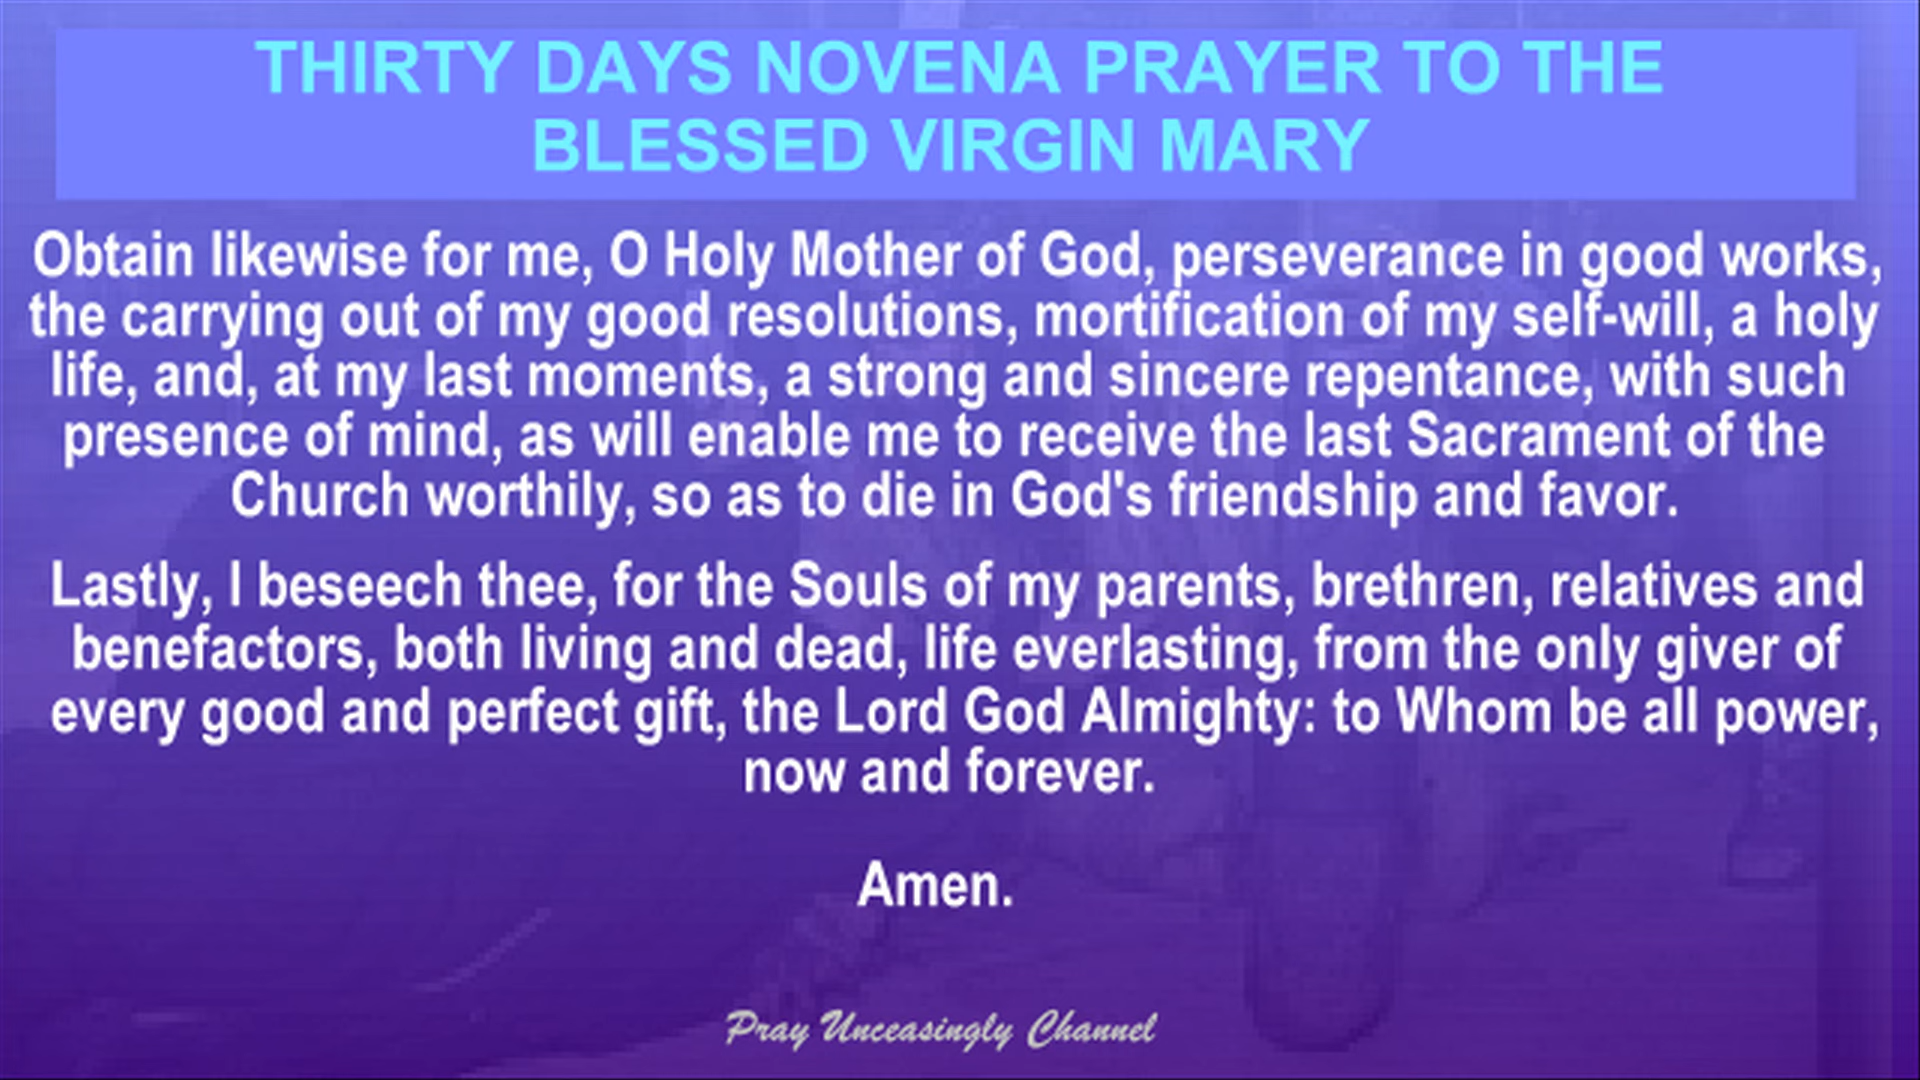 THIRTY DAYS NOVENA PRAYER TO THE
BLESSED VIRGIN MARY
Obtain likewise for me, O Holy Mother of God, perseverance in good works,
the carrying out of my good resolutions, mortification of my self-will, a holy
life, and, at my last moments, a strong and sincere repentance, with such
presence of mind, as will enable me to receive the last Sacrament of the
Church worthily, so as to die in God's friendship and favor.
Lastly, I beseech thee, for the Souls of my parents, brethren, relatives and
benefactors, both living and dead, life everlasting, from the only giver of
every good and perfect gift, the Lord God Almighty: to Whom be all power,
now and forever.
Amen.
Pray Unceasingly Channel